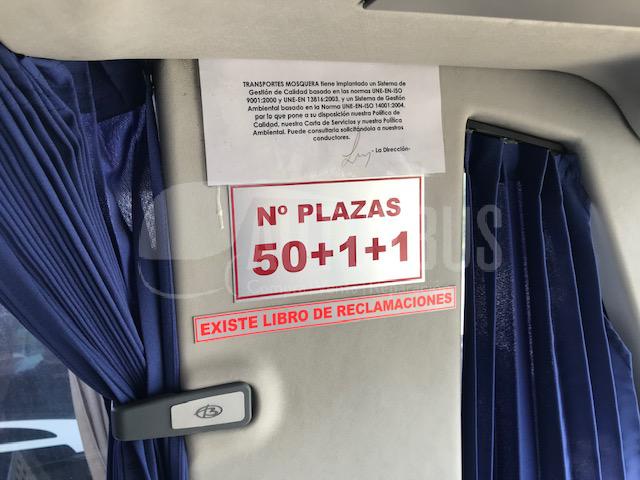 TRANSPORTES MOSQUERA tiene implantado un Sistema de
Gestión de Calidad basado en las normas UNE-EN-ISO
9001:2000 y UNE-EN 13816:2003, y un Sistema de Gestión
Ambiental basado en la Norma UNE-EN-ISO 14001:2004,
por lo que pone a su disposición nuestra Política de
Calidad, nuestra Carta de Servicios y nuestra Política
Ambiental. Puede consultarla solicitándola a nuestros
conductores.
- La Dirección-
Nº PLAZAS
50+1+1
EXISTE LIBRO DE RECLAMACIONES